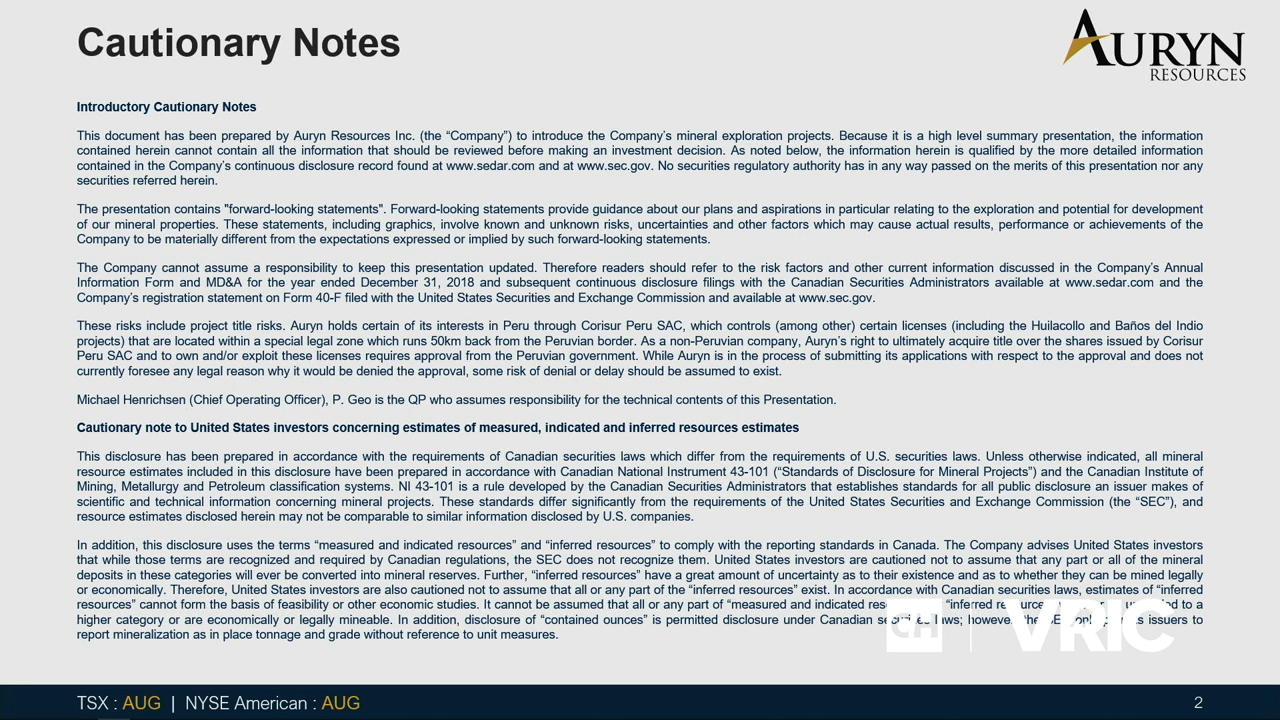 Cautionary Notes
AURYN
RESOURCES
Introductory Cautionary Notes
This document has been prepared by Auryn Resources Inc. (the “Company”) to introduce the Company’s mineral exploration projects. Because it is a high level summary presentation, the information
contained herein cannot contain all the information that should be reviewed before making an investment decision. As noted below, the information herein is qualified by the more detailed information
contained in the Company’s continuous disclosure record found at www.sedar.com and at www.sec.gov. No securities regulatory authority has in any way passed on the merits of this presentation nor any
securities referred herein.
The presentation contains "forward-looking statements". Forward-looking statements provide guidance about our plans and aspirations in particular relating to the exploration and potential for development
of our mineral properties. These statements, including graphics, involve known and unknown risks, uncertainties and other factors which may cause actual results, performance or achievements of the
Company to be materially different from the expectations expressed or implied by such forward-looking statements.
The Company cannot assume a responsibility to keep this presentation updated. Therefore readers should refer to the risk factors and other current information discussed in the Company’s Annual
Information Form and MD&A for the year ended December 31, 2018 and subsequent continuous disclosure filings with the Canadian Securities Administrators available at www.sedar.com and the
Company’s registration statement on Form 40-F filed with the United States Securities and Exchange Commission and available at www.sec.gov.
These risks include project title risks. Auryn holds certain of its interests in Peru through Corisur Peru SAC, which controls (among other) certain licenses (including the Huilacollo and Baños del Indio
projects) that are located within a special legal zone which runs 50km back from the Peruvian border. As a non-Peruvian company, Auryn’s right to ultimately acquire title over the shares issued by Corisur
Peru SAC and to own and/or exploit these licenses requires approval from the Peruvian government. While Auryn is in the process of submitting its applications with respect to the approval and does not
currently foresee any legal reason why it would be denied the approval, some risk of denial or delay should be assumed to exist.
Michael Henrichsen (Chief Operating Officer), P. Geo is the QP who assumes responsibility for the technical contents of this Presentation.
Cautionary note to United States investors concerning estimates of measured, indicated and inferred resources estimates
This disclosure has been prepared in accordance with the requirements of Canadian securities laws which differ from the requirements of U.S. securities laws. Unless otherwise indicated, all mineral
resource estimates included in this disclosure have been prepared in accordance with Canadian National Instrument 43-101 (“Standards of Disclosure for Mineral Projects”) and the Canadian Institute of
Mining, Metallurgy and Petroleum classification systems. NI 43-101 is a rule developed by the Canadian Securities Administrators that establishes standards for all public disclosure an issuer makes of
scientific and technical information concerning mineral projects. These standards differ significantly from the requirements of the United States Securities and Exchange Commission (the “SEC”), and
resource estimates disclosed herein may not be comparable to similar information disclosed by U.S. companies.
In addition, this disclosure uses the terms “measured and indicated resources” and “inferred resources” to comply with the reporting standards in Canada. The Company advises United States investors
that while those terms are recognized and required by Canadian regulations, the SEC does not recognize them. United States investors are cautioned not to assume that any part or all of the mineral
deposits in these categories will ever be converted into mineral reserves. Further, “inferred resources” have a great amount of uncertainty as to their existence and as to whether they can be mined legally
or economically. Therefore, United States investors are also cautioned not to assume that all or any part of the “inferred resources” exist. In accordance with Canadian securities laws, estimates of “inferred
resources” cannot form the basis of feasibility or other economic studies. It cannot be assumed that all or any part of “measured and indicated “inferred to a
higher category or are economically or legally mineable. In addition, disclosure of “contained ounces” is permitted disclosure under Canadian laws; issuers to
report mineralization as in place tonnage and grade without reference to unit measures.
VRIC
TSX : AUG | NYSE American : AUG
2